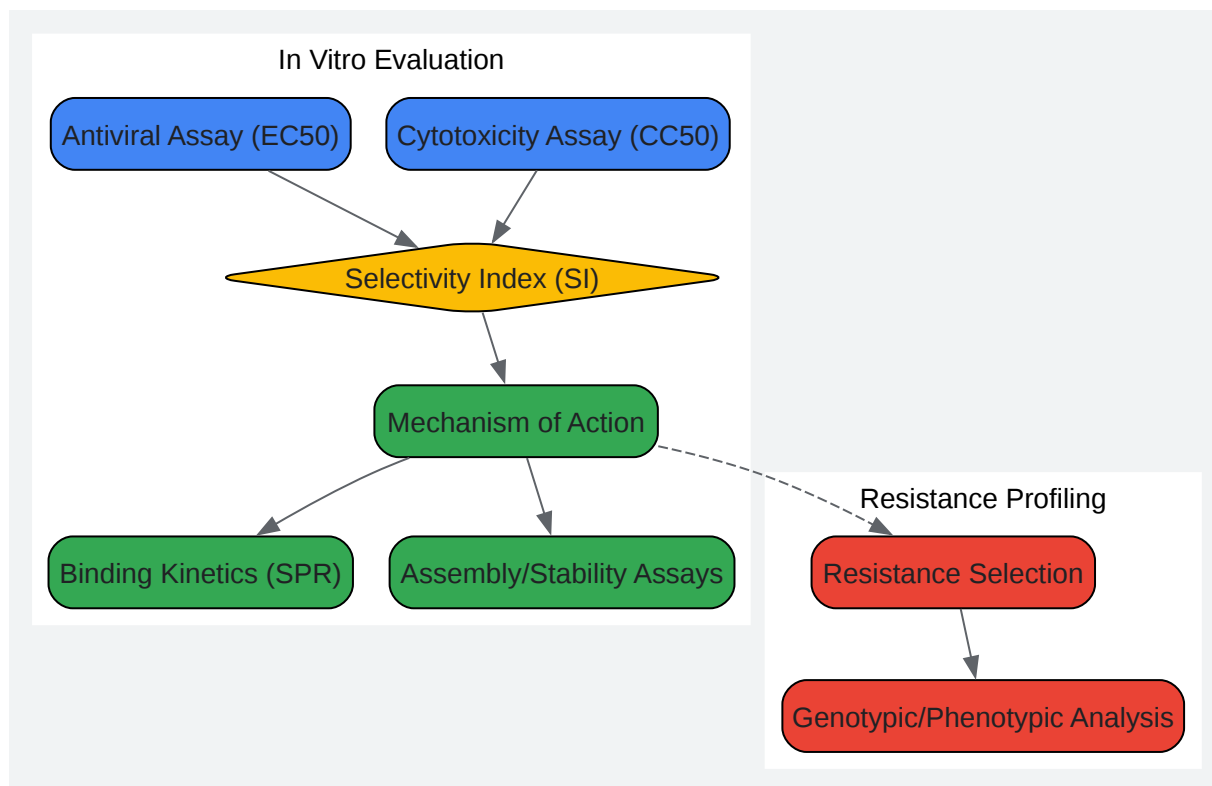 In Vitro Evaluation
Antiviral Assay (EC50)
Cytotoxicity Assay (CC50)
Selectivity Index (SI)
Mechanism of Action
Binding Kinetics (SPR)
Assembly/Stability Assays
Resistance Profiling
Resistance Selection
Genotypic/Phenotypic Analysis